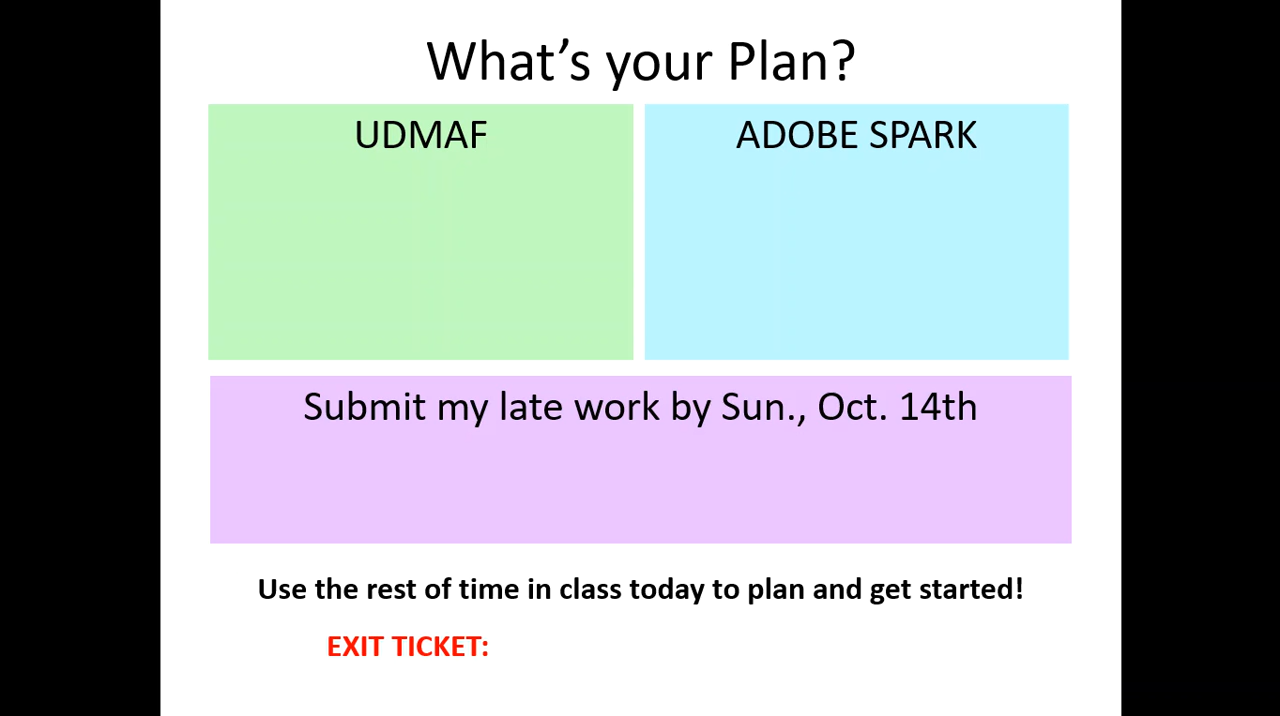 What’s your Plan?
UDMAF
ADOBE SPARK
Submit my late work by Sun., Oct. 14th
Use the rest of time in class today to plan and get started!
EXIT TICKET: